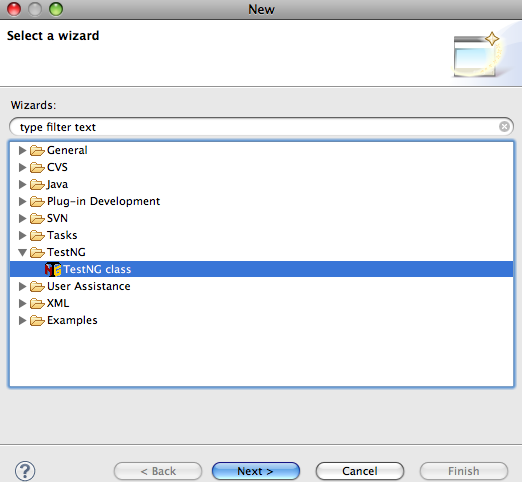 New
Select a wizard
Wizards:
type filter text
General
CVS
Java
Plug-in Development
SVN
Tasks
TestNG
NG TestNG class
User Assistance
XML
Examples
? < Back Next > Cancel Finish